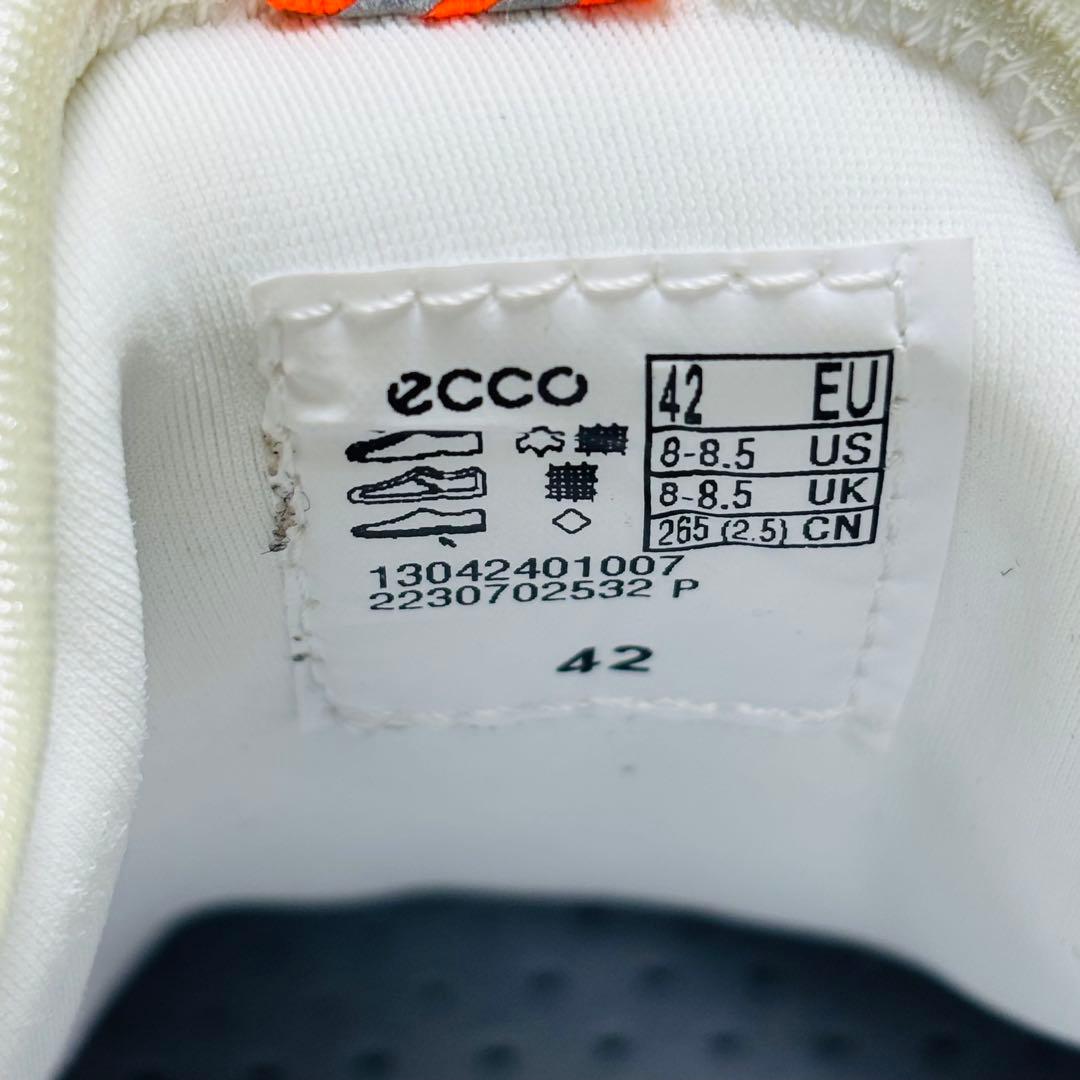 ecco
42 EU
8-8.5 US
8-8.5 UK
265 (2.5) CN
13042401007
2230702532 P
42